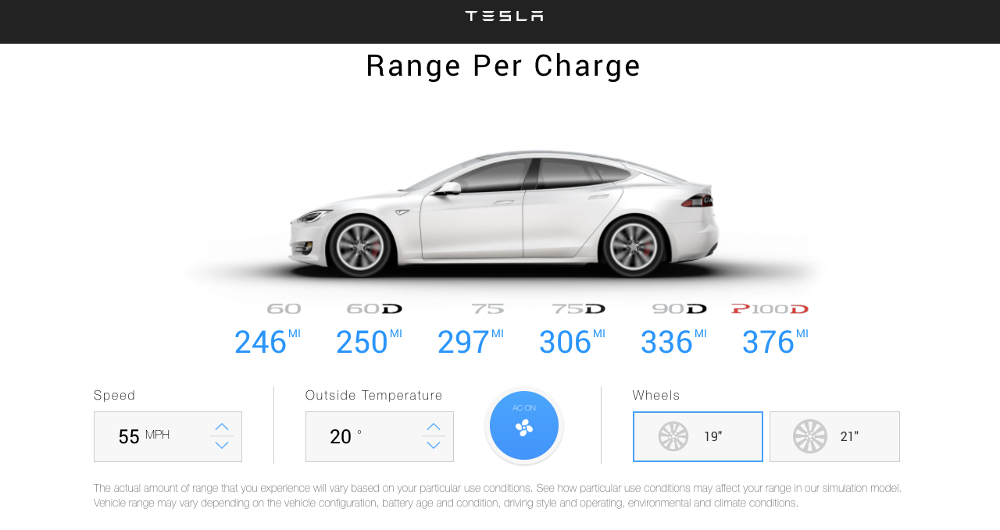 TESLA
Range Per Charge
60 60D 75 75D 90D P100D
246 MI 250 MI 297 MI 306 MI 336 MI 376 MI
Speed
55 MPH
Outside Temperature
20 °
AC ON
Wheels
19"
21"
The actual amount of range that you experience will vary based on your particular use conditions. See how particular use conditions may affect your range in our simulation model.
Vehicle range may vary depending on the vehicle configuration, battery age and condition, driving style and operating, environmental and climate conditions.